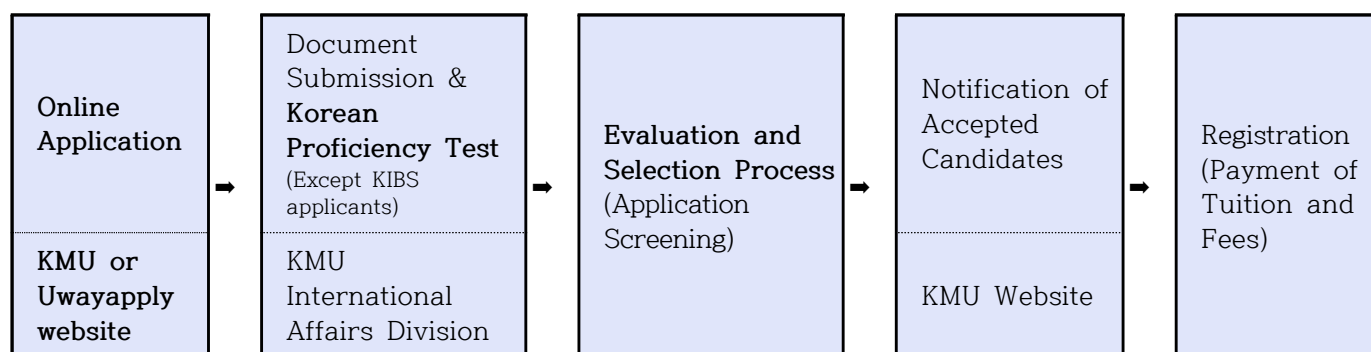 Online
Application
KMU or
Uwayapply
website
➡
Document
Submission &
Korean
Proficiency Test
(Except KIBS
applicants)
KMU
International
Affairs Division
➡
Evaluation and
Selection Process
(Application
Screening)
➡
Notification of
Accepted
Candidates
KMU Website
➡
Registration
(Payment of
Tuition and
Fees)